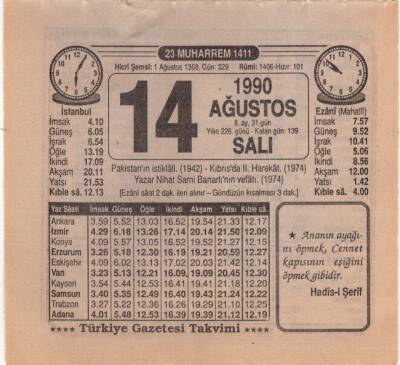 23 MUHARREM 1411
Hicrî Şemsî: 1 Ağustos 1368, Gün: 329 Rûmî: 1406-Hızır: 101
İstanbul
İmsak 4.10
Güneş 6.05
İşrak 6.54
Öğle 13.19
İkindi 17.09
Akşam 20.11
Yatsı 21.53
Kıble sâ. 12.13
14
1990
AĞUSTOS
8. ay, 31 gün
Yılın 226. günü - Kalan gün: 139
SALI
Ezânî (Mahallî)
İmsak 7.57
Güneş 9.52
İşrak 10.41
Öğle 5.06
İkindi 8.56
Akşam 12.00
Yatsı 1.42
Kıble sâ. 4.00
Pakistan'ın istiklâli. (1947) - Kıbrıs'da II. Harekât. (1974)
Yazar Nihat Sami Banarlı'nın vefâtı. (1974)
[Ezânî sâat 2 dak. ileri alınır – Gündüzün kısalması 3 dak.]
Yaz Sâati İmsak Güneş Öğle İkindi Akşam Yatsı Kıble
Ankara 3.59 5.52 13.03 16.52 19.54 21.33 12.17
İzmir 4.29 6.18 13.26 17.14 20.14 21.50 12.09
Konya 4.09 5.57 13.05 16.52 19.52 21.27 12.15
Erzurum 3.26 5.18 12.30 16.19 19.21 20.59 12.27
Eskişehir 4.09 6.02 13.13 17.02 20.03 21.42 12.14
Van 3.23 5.13 12.21 16.09 19.09 20.45 12.30
Kayseri 3.54 5.44 12.53 16.41 19.41 21.18 12.22
Samsun 3.40 5.35 12.49 16.40 19.43 21.24 12.22
Trabzon 3.27 5.22 12.36 16.26 19.29 21.10 12.25
Adana 4.01 5.48 12.53 16.39 19.39 21.12 12.19
★ Ananın ayağı-
nı öpmek, Cennet
kapısının eşiğini
öpmek gibidir.
Hadîs-i Şerîf
★★★★ Türkiye Gazetesi Takvimi ★★★★